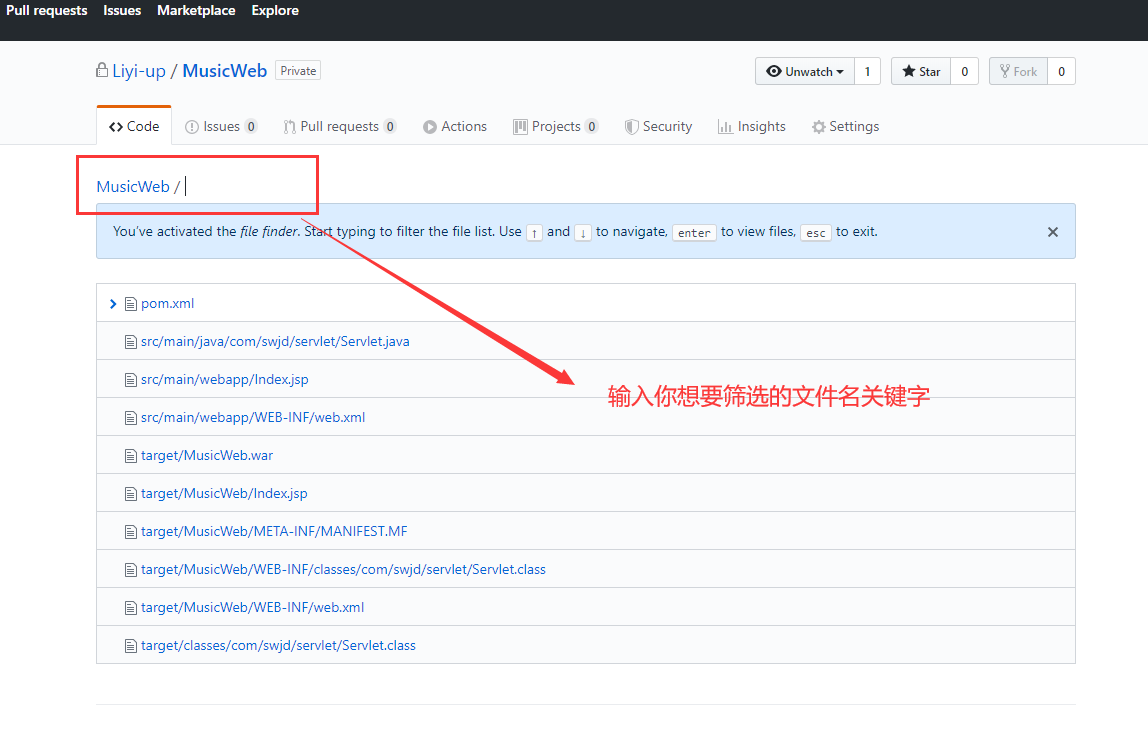 Pull requests Issues Marketplace Explore
Liyi-up / MusicWeb Private
Unwatch 1 Star 0 Fork 0
Code Issues 0 Pull requests 0 Actions Projects 0 Security Insights Settings
MusicWeb /
You've activated the file finder. Start typing to filter the file list. Use ↑ and ↓ to navigate, enter to view files, esc to exit.
pom.xml
src/main/java/com/swjd/servlet/Servlet.java
src/main/webapp/Index.jsp
输入你想要筛选的文件名关键字
src/main/webapp/WEB-INF/web.xml
target/MusicWeb.war
target/MusicWeb/Index.jsp
target/MusicWeb/META-INF/MANIFEST.MF
target/MusicWeb/WEB-INF/classes/com/swjd/servlet/Servlet.class
target/MusicWeb/WEB-INF/web.xml
target/classes/com/swjd/servlet/Servlet.class